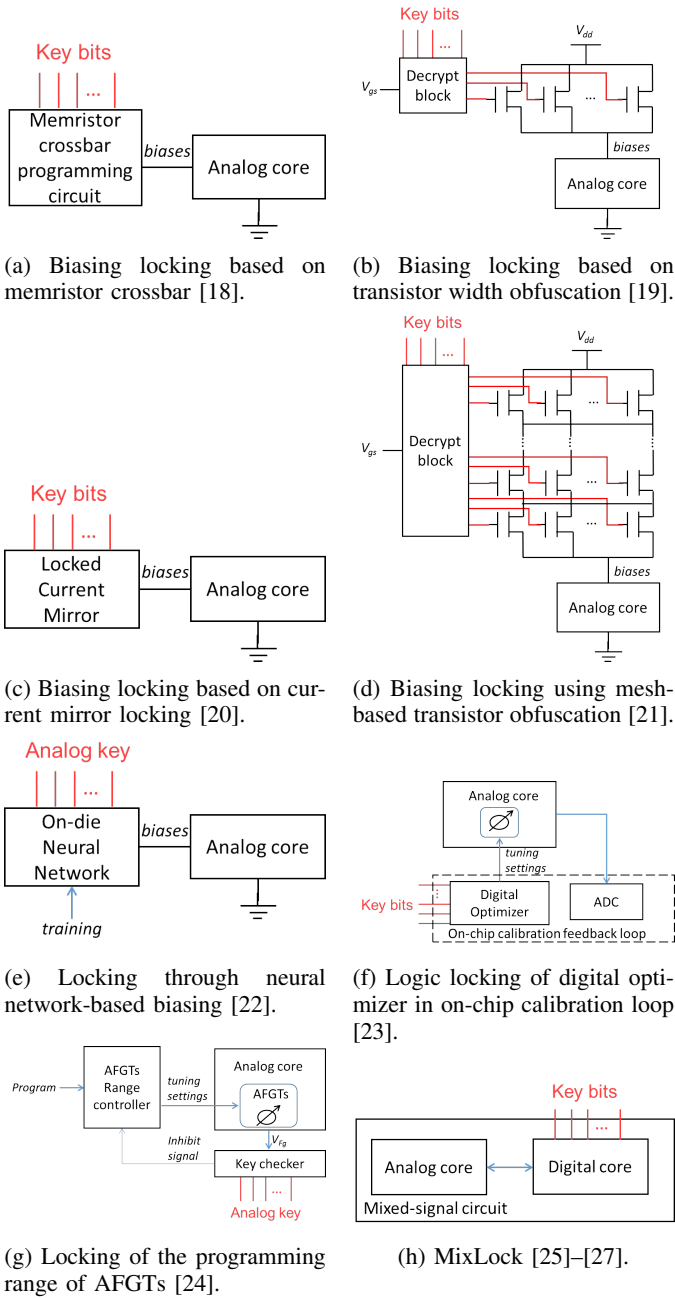 Key bits
...
Memristor
crossbar
programming
circuit
biases
Analog core
(a) Biasing locking based on
memristor crossbar [18].
Key bits
...
V_gs
Decrypt
block
V_dd
...
biases
Analog core
(b) Biasing locking based on
transistor width obfuscation [19].
Key bits
...
Locked
Current
Mirror
biases
Analog core
(c) Biasing locking based on cur-
rent mirror locking [20].
Key bits
...
V_gs
Decrypt
block
V_dd
...
...
...
biases
Analog core
(d) Biasing locking using mesh-
based transistor obfuscation [21].
Analog key
...
On-die
Neural
Network
training
biases
Analog core
(e) Locking through neural
network-based biasing [22].
Analog core
tuning
settings
Key bits
...
Digital
Optimizer
ADC
On-chip calibration feedback loop
(f) Logic locking of digital opti-
mizer in on-chip calibration loop
[23].
Program
AFGTs
Range
controller
tuning
settings
Analog core
AFGTs
V_Fg
Inhibit
signal
Key checker
...
Analog key
(g) Locking of the programming
range of AFGTs [24].
Key bits
...
Analog core
Digital core
Mixed-signal circuit
(h) MixLock [25]–[27].